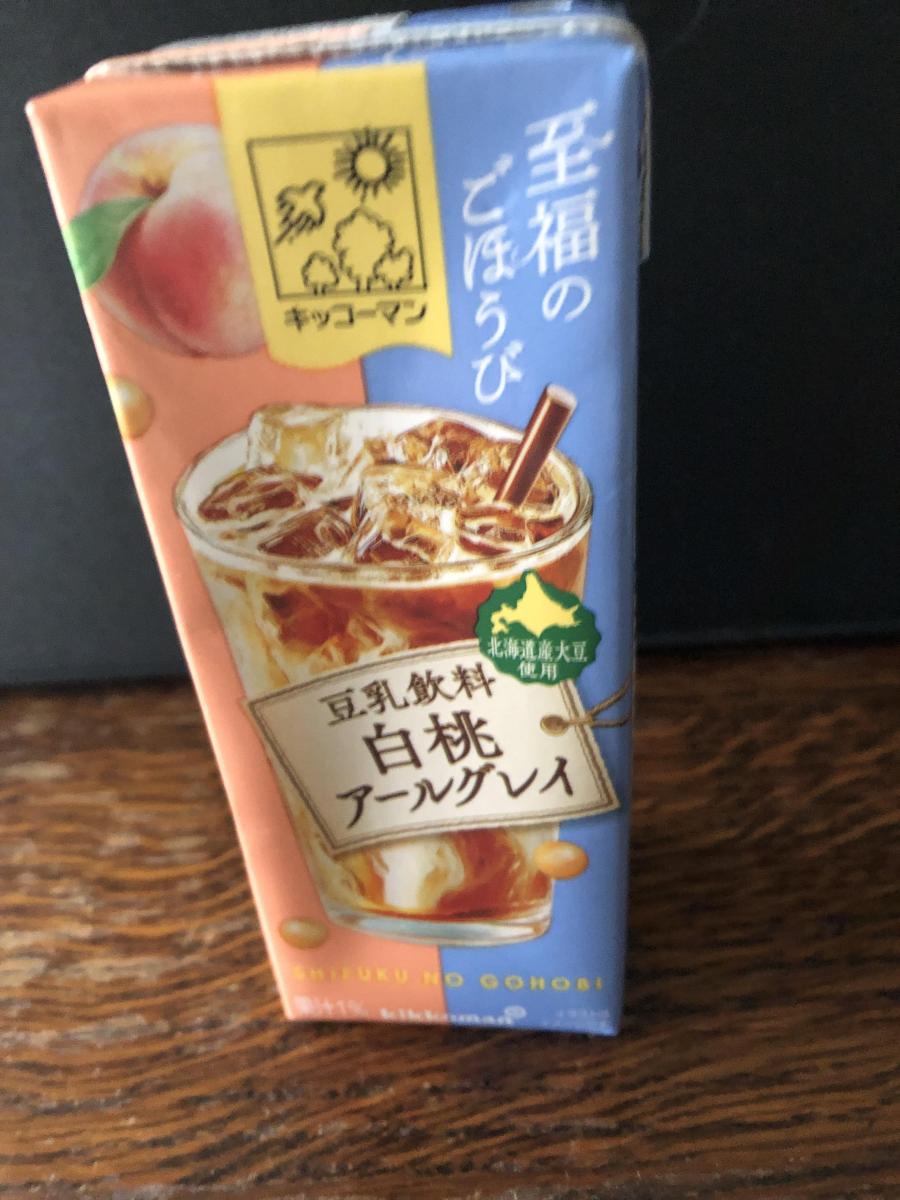 至福の
ごほうび
キッコーマン
北海道産大豆
使用
豆乳飲料
白桃
アールグレイ
SHIFUKU NO GOHOBI
果汁1% kikkoman